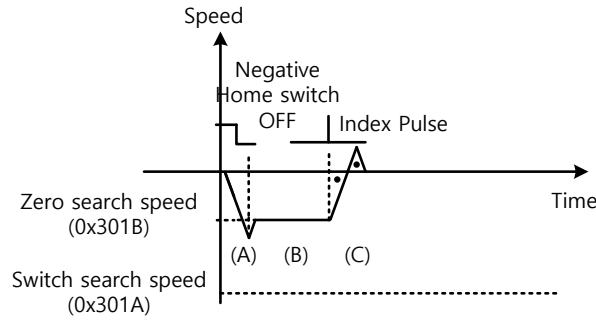 Speed
Negative
Home switch
OFF
Index Pulse
Time
Zero search speed
(0x301B)
(A)
(B)
(C)
Switch search speed
(0x301A)